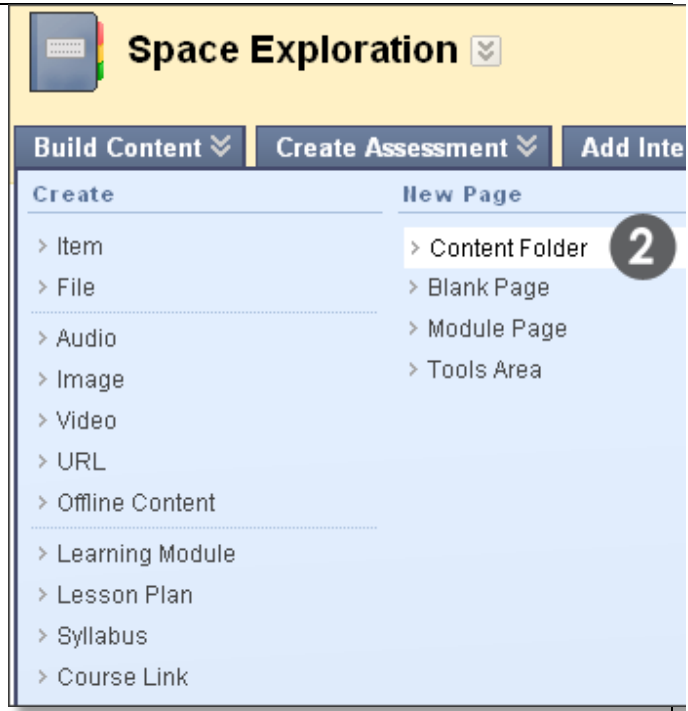 Space Exploration
Build Content
Create Assessment
Add Inte
Create
> Item
> File
> Audio
> Image
> Video
> URL
> Offline Content
> Learning Module
> Lesson Plan
> Syllabus
> Course Link
New Page
> Content Folder 2
> Blank Page
> Module Page
> Tools Area